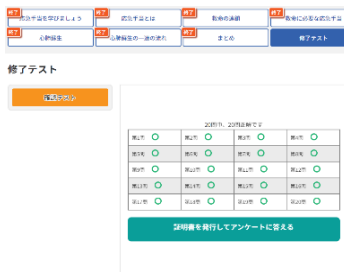 終了
応急手当を学びましょう
終了
応急手当とは
終了
救命の連鎖
終了
救命に必要な応急手当
終了
心肺蘇生
終了
心肺蘇生の一連の流れ
終了
まとめ
修了テスト
修了テスト
確認テスト
20問中、20問正解です
第1問 〇 第2問 〇 第3問 〇 第4問 〇
第5問 〇 第6問 〇 第7問 〇 第8問 〇
第9問 〇 第10問 〇 第11問 〇 第12問 〇
第13問 〇 第14問 〇 第15問 〇 第16問 〇
第17問 〇 第18問 〇 第19問 〇 第20問 〇
証明書を発行してアンケートに答える